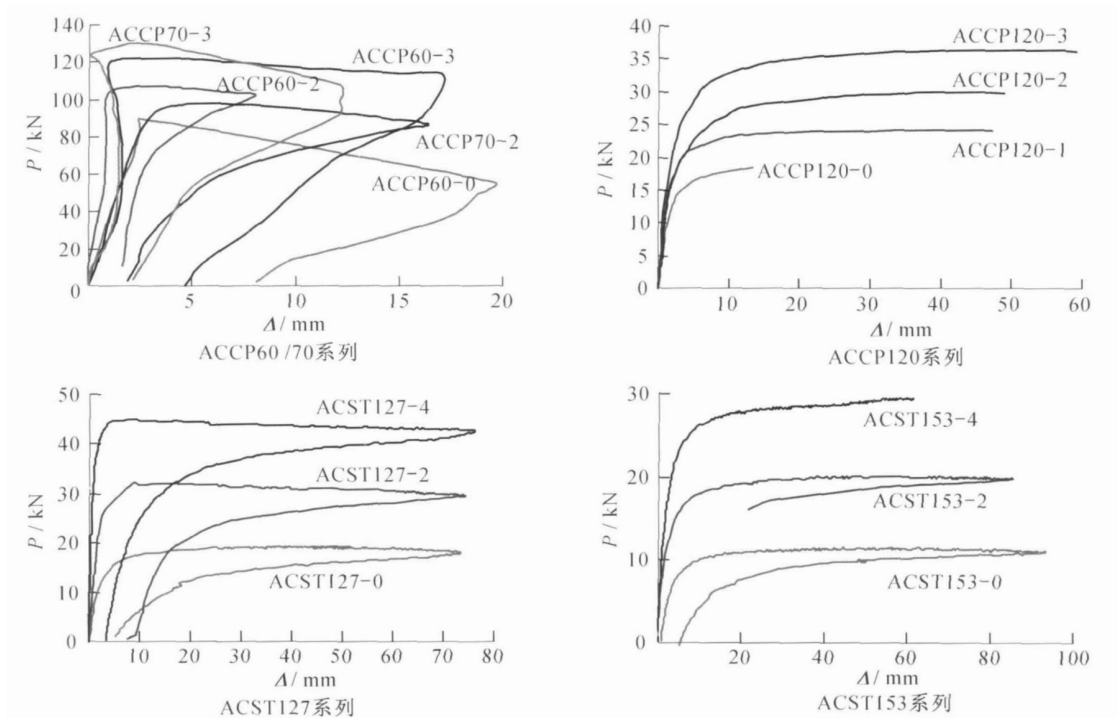 140
120
100
80
60
40
20
0
P / kN
ACCP70-3
ACCP60-3
ACCP60-2
ACCP70-2
ACCP60-0
5
10
15
20
Δ / mm
ACCP60 /70系列
40
35
30
25
20
15
10
5
0
P / kN
ACCP120-3
ACCP120-2
ACCP120-1
ACCP120-0
10
20
30
40
50
60
Δ / mm
ACCP120系列
50
40
30
20
10
0
P / kN
ACST127-4
ACST127-2
ACST127-0
10
20
30
40
50
60
70
80
Δ / mm
ACST127系列
30
20
10
0
P / kN
ACST153-4
ACST153-2
ACST153-0
20
40
60
80
100
Δ / mm
ACST153系列